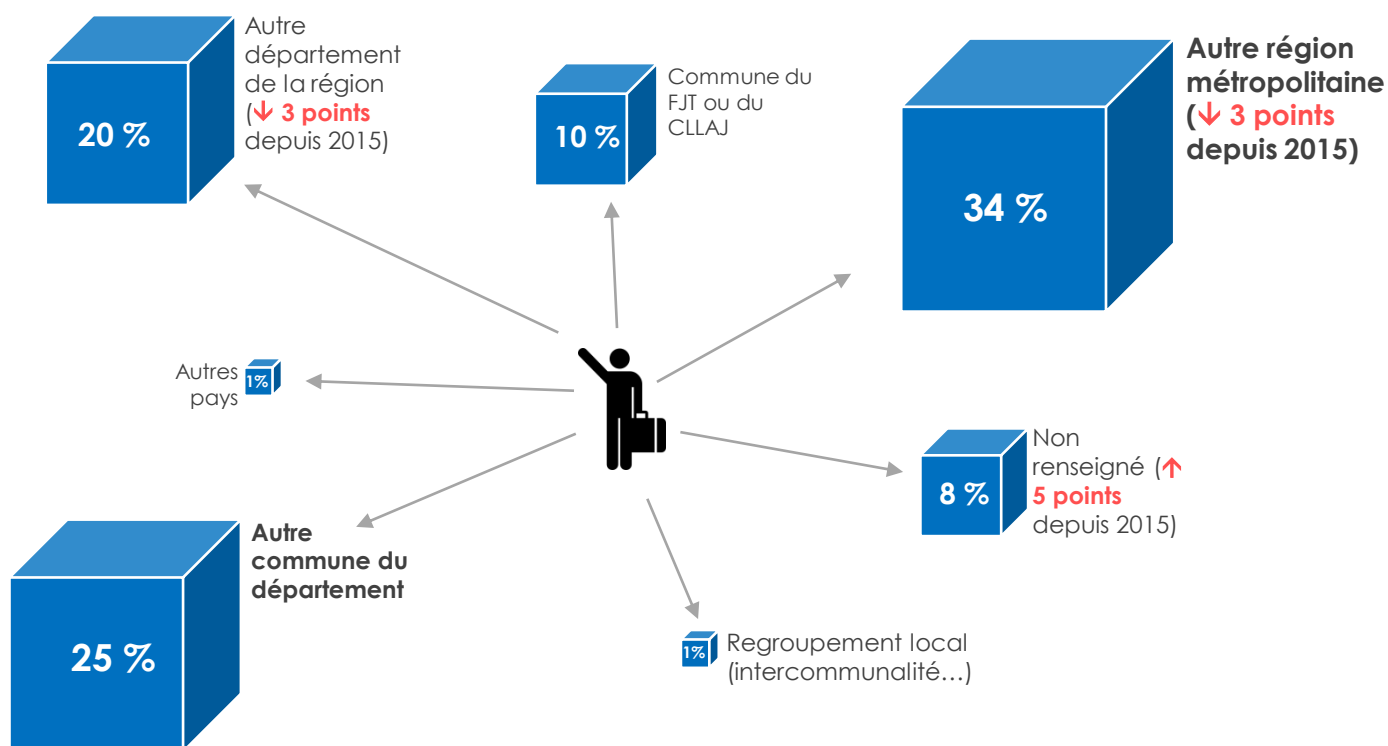 Autre
département
de la région
(↓ 3 points
depuis 2015)
20 %
Commune du
FJT ou du
CLLAJ
10 %
Autre région
métropolitaine
(↓ 3 points
depuis 2015)
34 %
Autres
pays
1%
Non
renseigné (↑
5 points
depuis 2015)
8 %
Autre
commune du
département
25 %
Regroupement local
(intercommunalité…)
1%